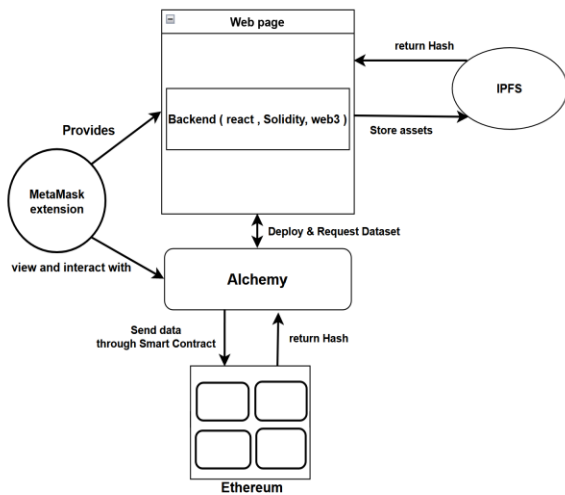 Web page
return Hash
IPFS
Backend ( react , Solidity, web3 )
Store assets
Provides
MetaMask
extension
Deploy & Request Dataset
view and interact with
Alchemy
Send data
through Smart Contract
return Hash
Ethereum